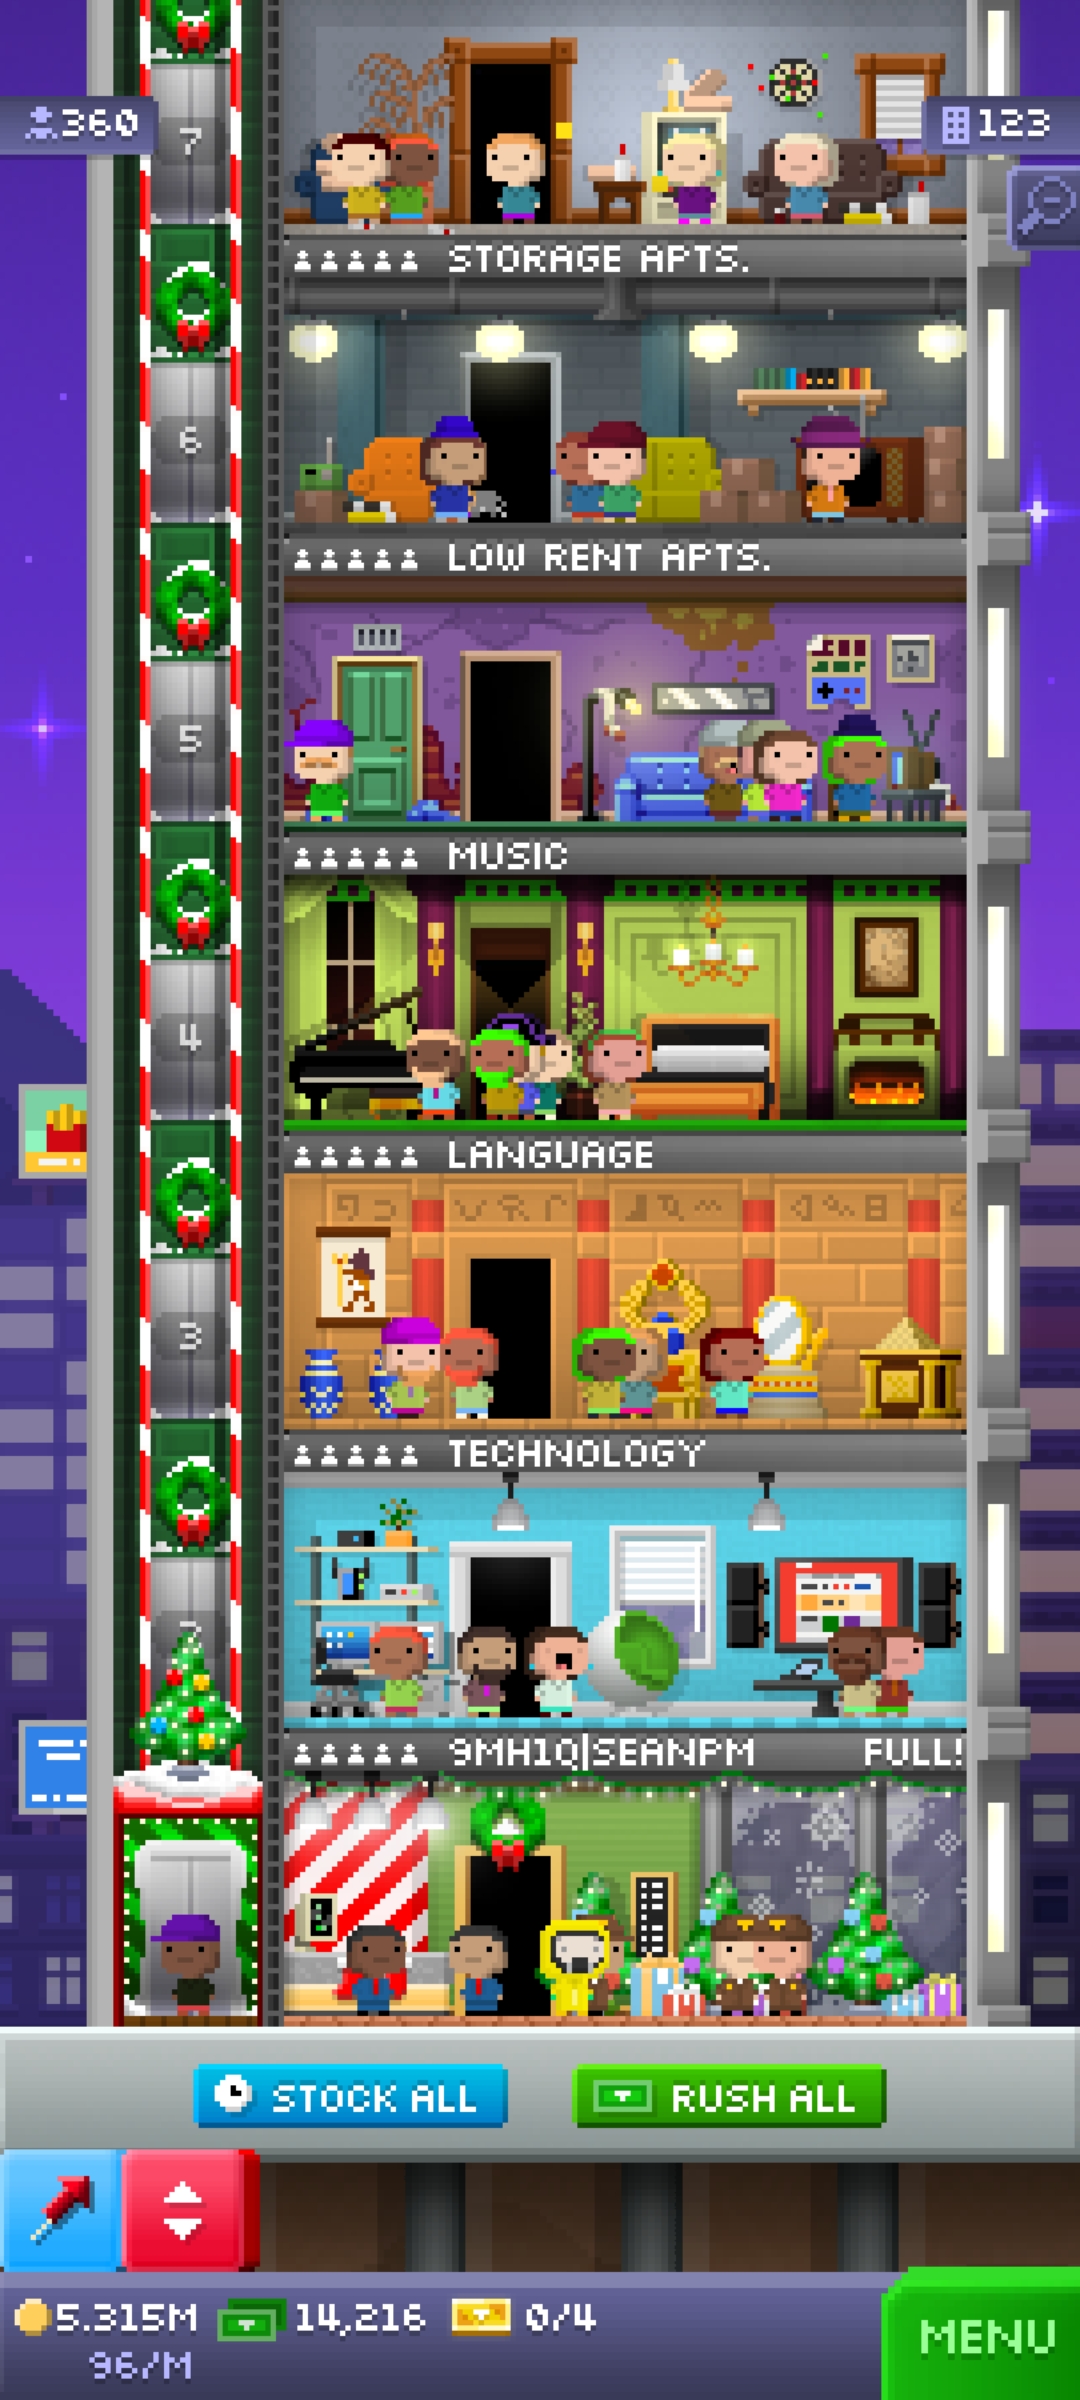 360
123
7
STORAGE APTS.
6
LOW RENT APTS.
5
MUSIC
4
LANGUAGE
3
TECHNOLOGY
9MH1Q|SEANPM FULL!
STOCK ALL
RUSH ALL
5.315M 14,216 0/4
96/M
MENU